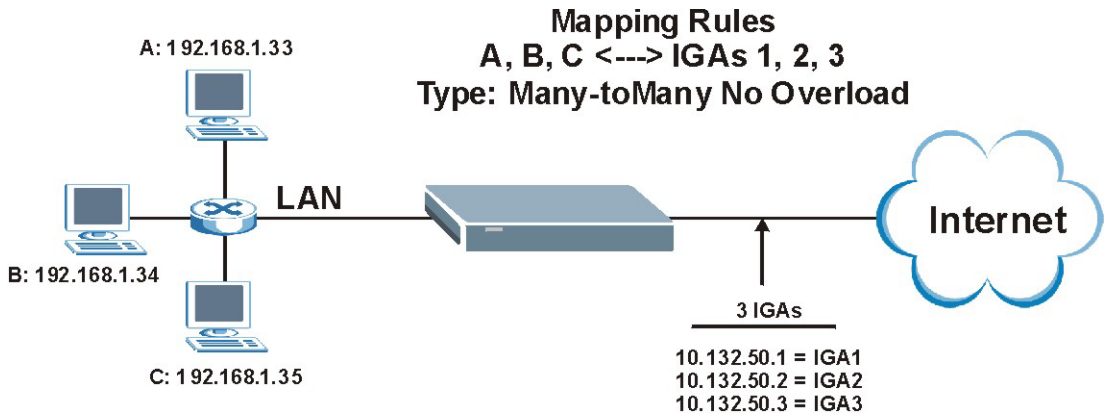 Mapping Rules
A, B, C <---> IGAs 1, 2, 3
Type: Many-toMany No Overload
A: 192.168.1.33
LAN
Internet
B: 192.168.1.34
C: 192.168.1.35
3 IGAs
10.132.50.1 = IGA1
10.132.50.2 = IGA2
10.132.50.3 = IGA3